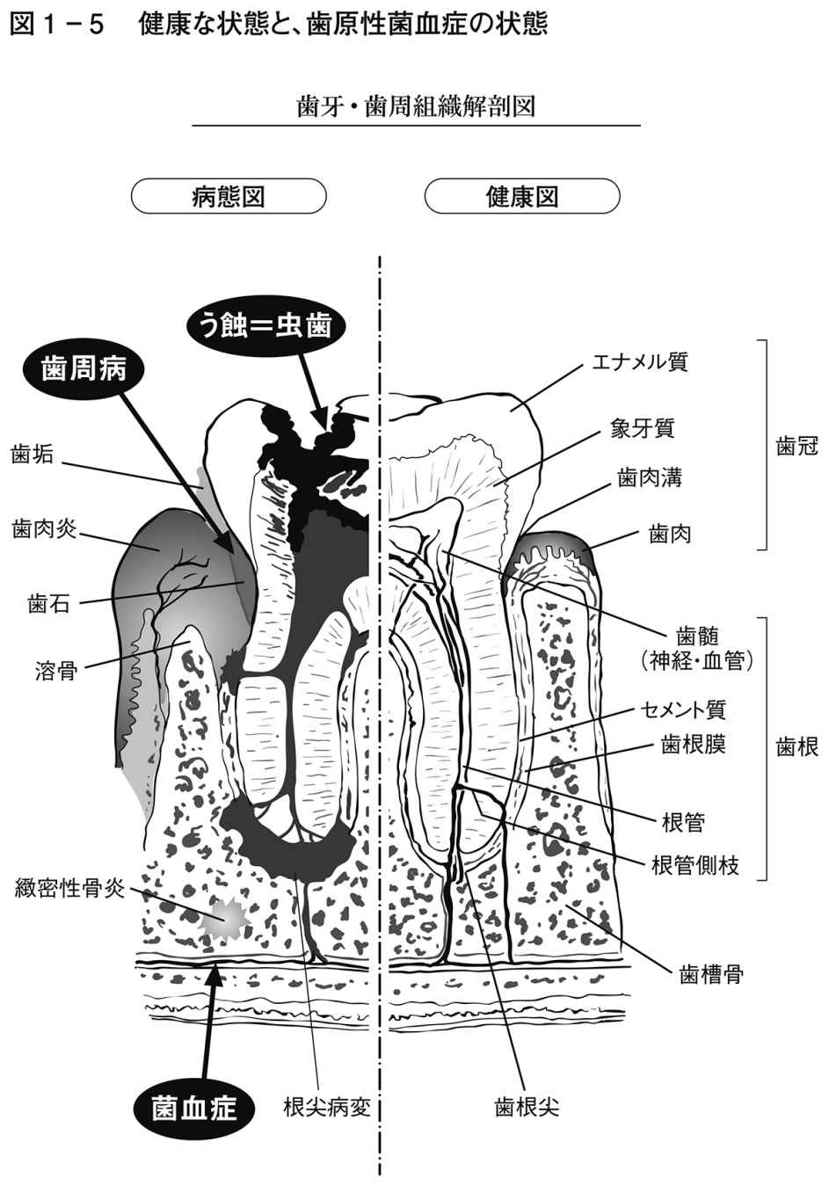 図1－5　健康な状態と、歯原性菌血症の状態
歯牙・歯周組織解剖図
病態図
健康図
う蝕＝虫歯
歯周病
歯垢
歯肉炎
歯石
溶骨
緻密性骨炎
菌血症
根尖病変
エナメル質
象牙質
歯肉溝
歯肉
歯冠
歯髄
（神経・血管）
セメント質
歯根膜
歯根
根管
根管側枝
歯槽骨
歯根尖